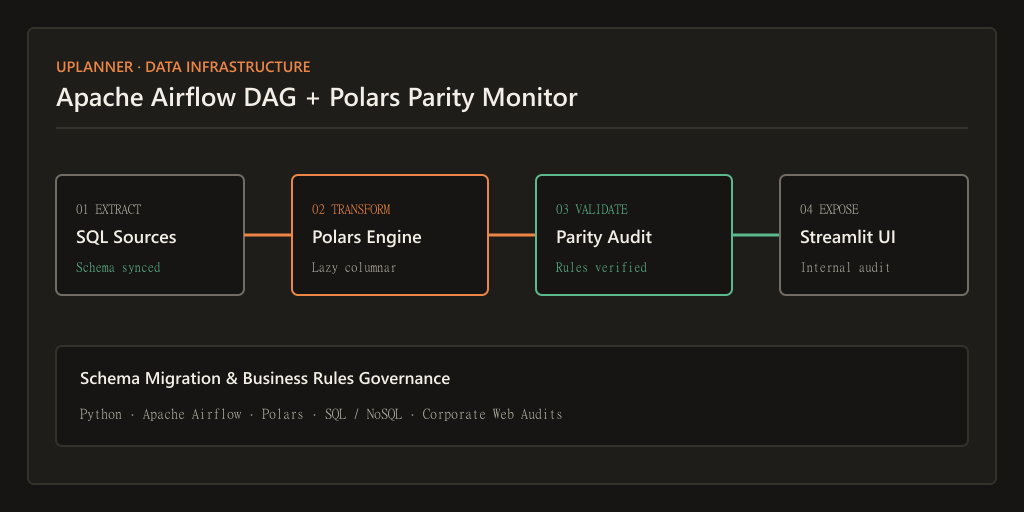 UPLANNER · DATA INFRASTRUCTURE
Apache Airflow DAG + Polars Parity Monitor
01 EXTRACT
SQL Sources
Schema synced
02 TRANSFORM
Polars Engine
Lazy columnar
03 VALIDATE
Parity Audit
Rules verified
04 EXPOSE
Streamlit UI
Internal audit
Schema Migration & Business Rules Governance
Python · Apache Airflow · Polars · SQL / NoSQL · Corporate Web Audits